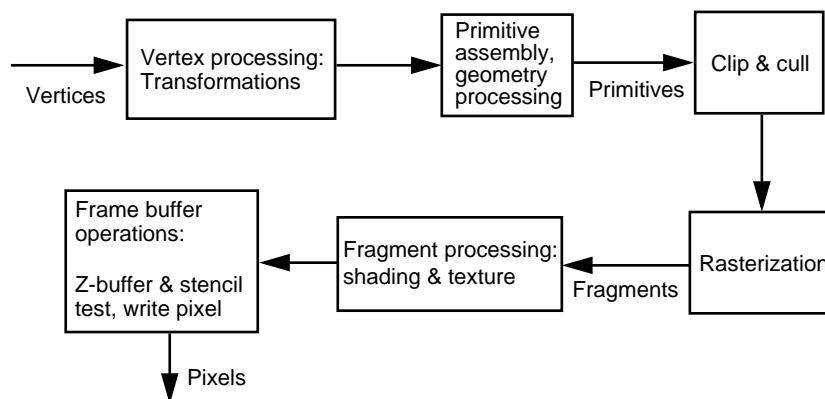 Vertices
Vertex processing:
Transformations
Primitive
assembly,
geometry
processing
Primitives
Clip & cull
Rasterization
Fragments
Fragment processing:
shading & texture
Frame buffer
operations:
Z-buffer & stencil
test, write pixel
Pixels